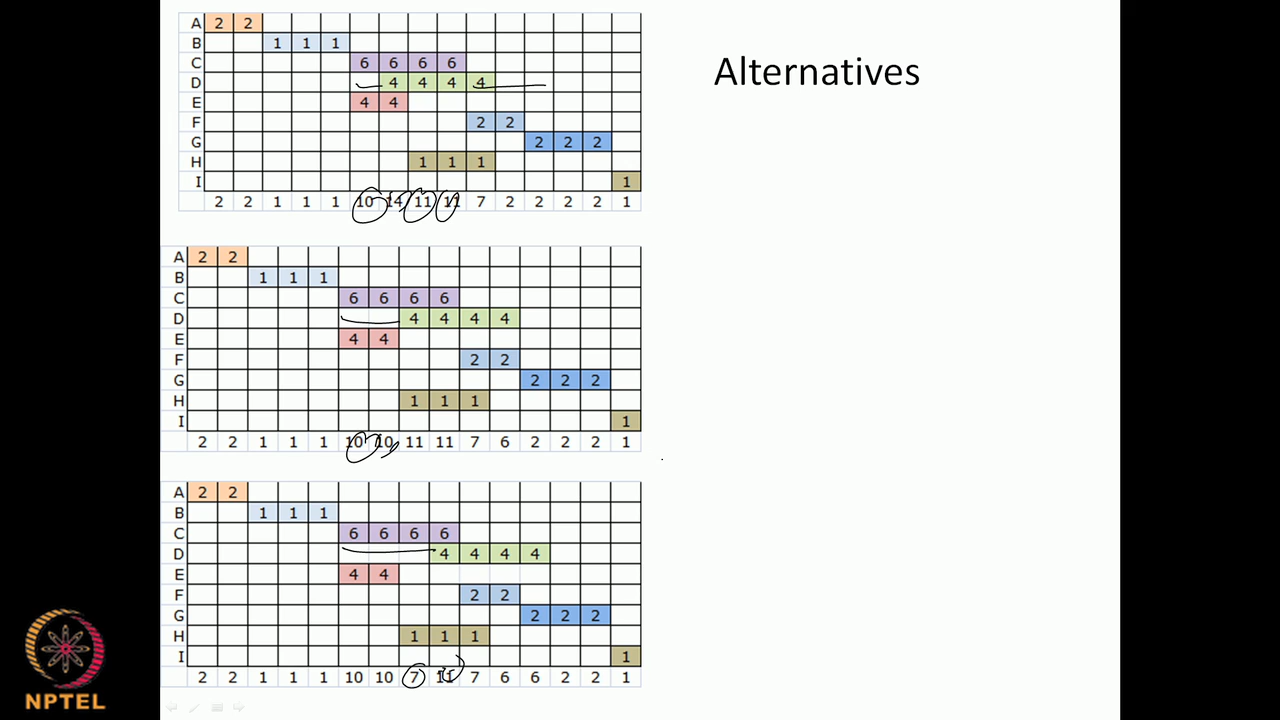 Alternatives
A 2 2
B 1 1 1
C 6 6 6 6
D 4 4 4 4
E 4 4
F 2 2
G 2 2 2
H 1 1 1
I 1
2 2 1 1 1 10 14 11 11 7 2 2 2 2 1
A 2 2
B 1 1 1
C 6 6 6 6
D 4 4 4 4
E 4 4
F 2 2
G 2 2 2
H 1 1 1
I 1
2 2 1 1 1 10 10 11 11 7 6 2 2 2 1
A 2 2
B 1 1 1
C 6 6 6 6
D 4 4 4 4
E 4 4
F 2 2
G 2 2 2
H 1 1 1
I 1
2 2 1 1 1 10 10 7 11 7 6 6 2 2 1
NPTEL